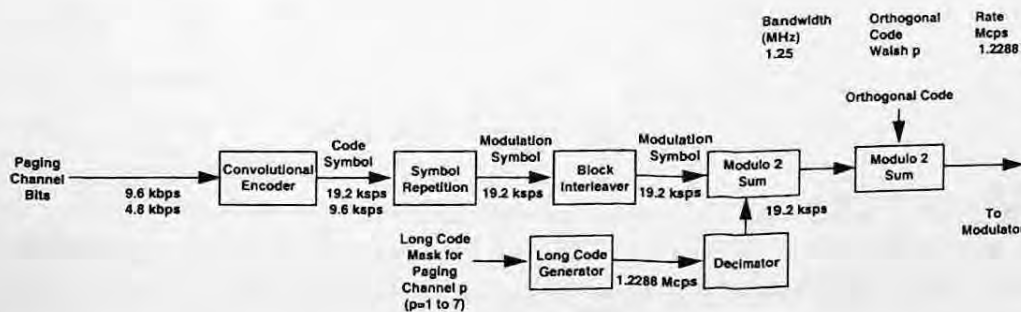 Bandwidth
(MHz)
1.25
Orthogonal
Code
Walsh p
Rate
Mcps
1.2288
Orthogonal Code
Paging
Channel
Bits
9.6 kbps
4.8 kbps
Convolutional
Encoder
Code
Symbol
19.2 ksps
9.6 ksps
Symbol
Repetition
Modulation
Symbol
19.2 ksps
Block
Interleaver
Modulation
Symbol
19.2 ksps
Modulo 2
Sum
Modulo 2
Sum
19.2 ksps
To
Modulator
Long Code
Mask for
Paging
Channel p
(p=1 to 7)
Long Code
Generator
1.2288 Mcps
Decimator